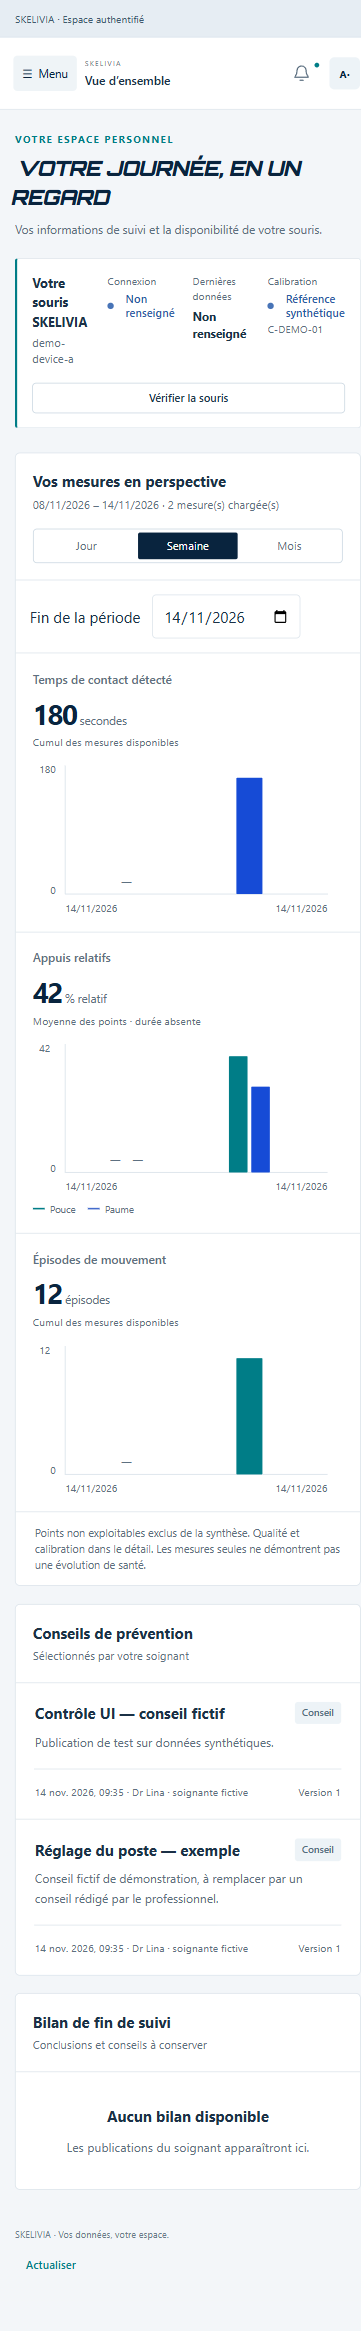 SKELIVIA · Espace authentifié
☰ Menu
SKELIVIA
Vue d’ensemble
A·
VOTRE ESPACE PERSONNEL
VOTRE JOURNÉE, EN UN
REGARD
Vos informations de suivi et la disponibilité de votre souris.
Votre
souris
SKELIVIA
demo-
device-a
Connexion
Non
renseigné
Dernières
données
Non
renseigné
Calibration
Référence
synthétique
C-DEMO-01
Vérifier la souris
Vos mesures en perspective
08/11/2026 – 14/11/2026 · 2 mesure(s) chargée(s)
Jour Semaine Mois
Fin de la période 14/11/2026
Temps de contact détecté
180 secondes
Cumul des mesures disponibles
180
—
0
14/11/2026 14/11/2026
Appuis relatifs
42 % relatif
Moyenne des points · durée absente
42
— —
0
14/11/2026 14/11/2026
Pouce Paume
Épisodes de mouvement
12 épisodes
Cumul des mesures disponibles
12
—
0
14/11/2026 14/11/2026
Points non exploitables exclus de la synthèse. Qualité et
calibration dans le détail. Les mesures seules ne démontrent pas
une évolution de santé.
Conseils de prévention
Sélectionnés par votre soignant
Contrôle UI — conseil fictif Conseil
Publication de test sur données synthétiques.
14 nov. 2026, 09:35 · Dr Lina · soignante fictive Version 1
Réglage du poste — exemple Conseil
Conseil fictif de démonstration, à remplacer par un
conseil rédigé par le professionnel.
14 nov. 2026, 09:35 · Dr Lina · soignante fictive Version 1
Bilan de fin de suivi
Conclusions et conseils à conserver
Aucun bilan disponible
Les publications du soignant apparaîtront ici.
SKELIVIA · Vos données, votre espace.
Actualiser